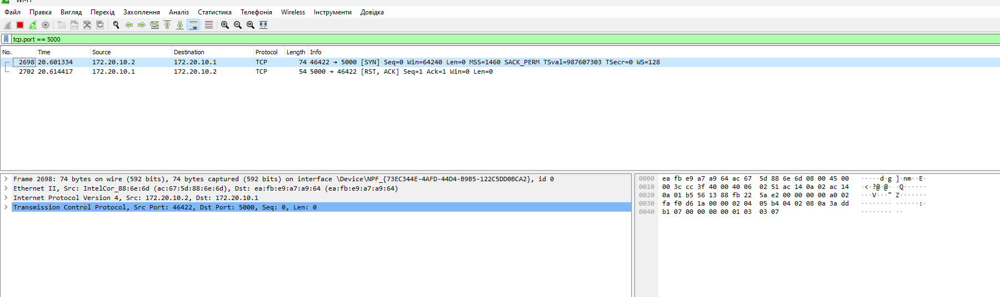 Файл Правка Вигляд Перехід Захоплення Аналіз Статистика Телефонія Wireless Інструменти Довідка
tcp.port == 5000
No. Time Source Destination Protocol Length Info
2698 20.601334 172.20.10.2 172.20.10.1 TCP 74 46422 → 5000 [SYN] Seq=0 Win=64240 Len=0 MSS=1460 SACK_PERM TSval=987607303 TSecr=0 WS=128
2702 20.614417 172.20.10.1 172.20.10.2 TCP 54 5000 → 46422 [RST, ACK] Seq=1 Ack=1 Win=0 Len=0
Frame 2698: 74 bytes on wire (592 bits), 74 bytes captured (592 bits) on interface \Device\NPF_{73EC344E-4AFD-44D4-B9B5-122C5DD0BCA2}, id 0
Ethernet II, Src: IntelCor_88:6e:6d (ac:67:5d:88:6e:6d), Dst: ea:fb:e9:a7:a9:64 (ea:fb:e9:a7:a9:64)
Internet Protocol Version 4, Src: 172.20.10.2, Dst: 172.20.10.1
Transmission Control Protocol, Src Port: 46422, Dst Port: 5000, Seq: 0, Len: 0
0000 ea fb e9 a7 a9 64 ac 67 5d 88 6e 6d 08 00 45 00 ·····d·g ]·nm··E·
0010 00 3c cc 3f 40 00 40 06 02 51 ac 14 0a 02 ac 14 ·<·?@·@· ·Q······
0020 0a 01 b5 56 13 88 fb 22 5a e2 00 00 00 00 a0 02 ···V···" Z·······
0030 fa f0 d6 1a 00 00 02 04 05 b4 04 02 08 0a 3a dd ········ ······:·
0040 b1 07 00 00 00 00 01 03 03 07 ········ ··